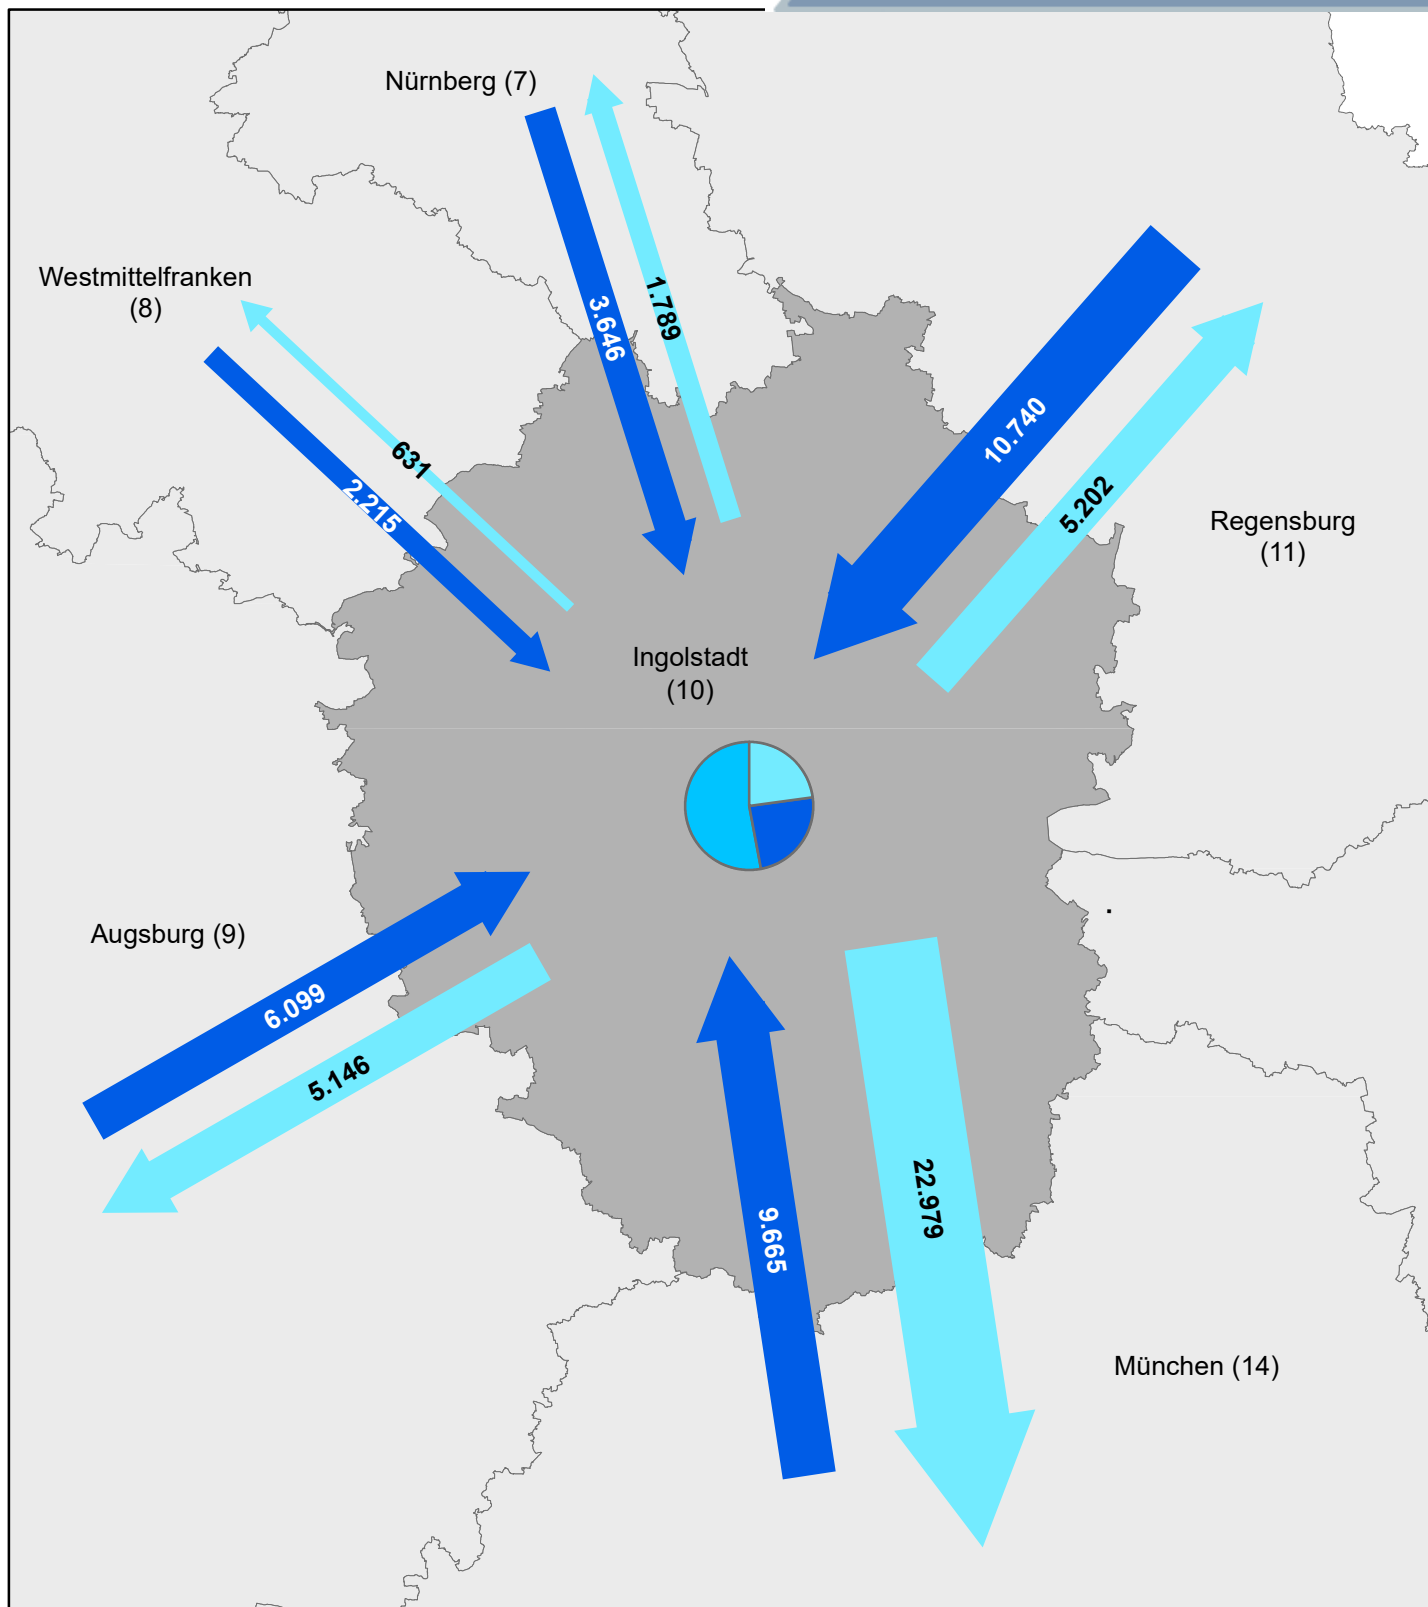 Nürnberg (7)
3.646
1.789
Westmittelfranken
(8)
631
2.215
10.740
5.202
Regensburg
(11)
Ingolstadt
(10)
Augsburg (9)
6.099
5.146
9.665
22.979
München (14)